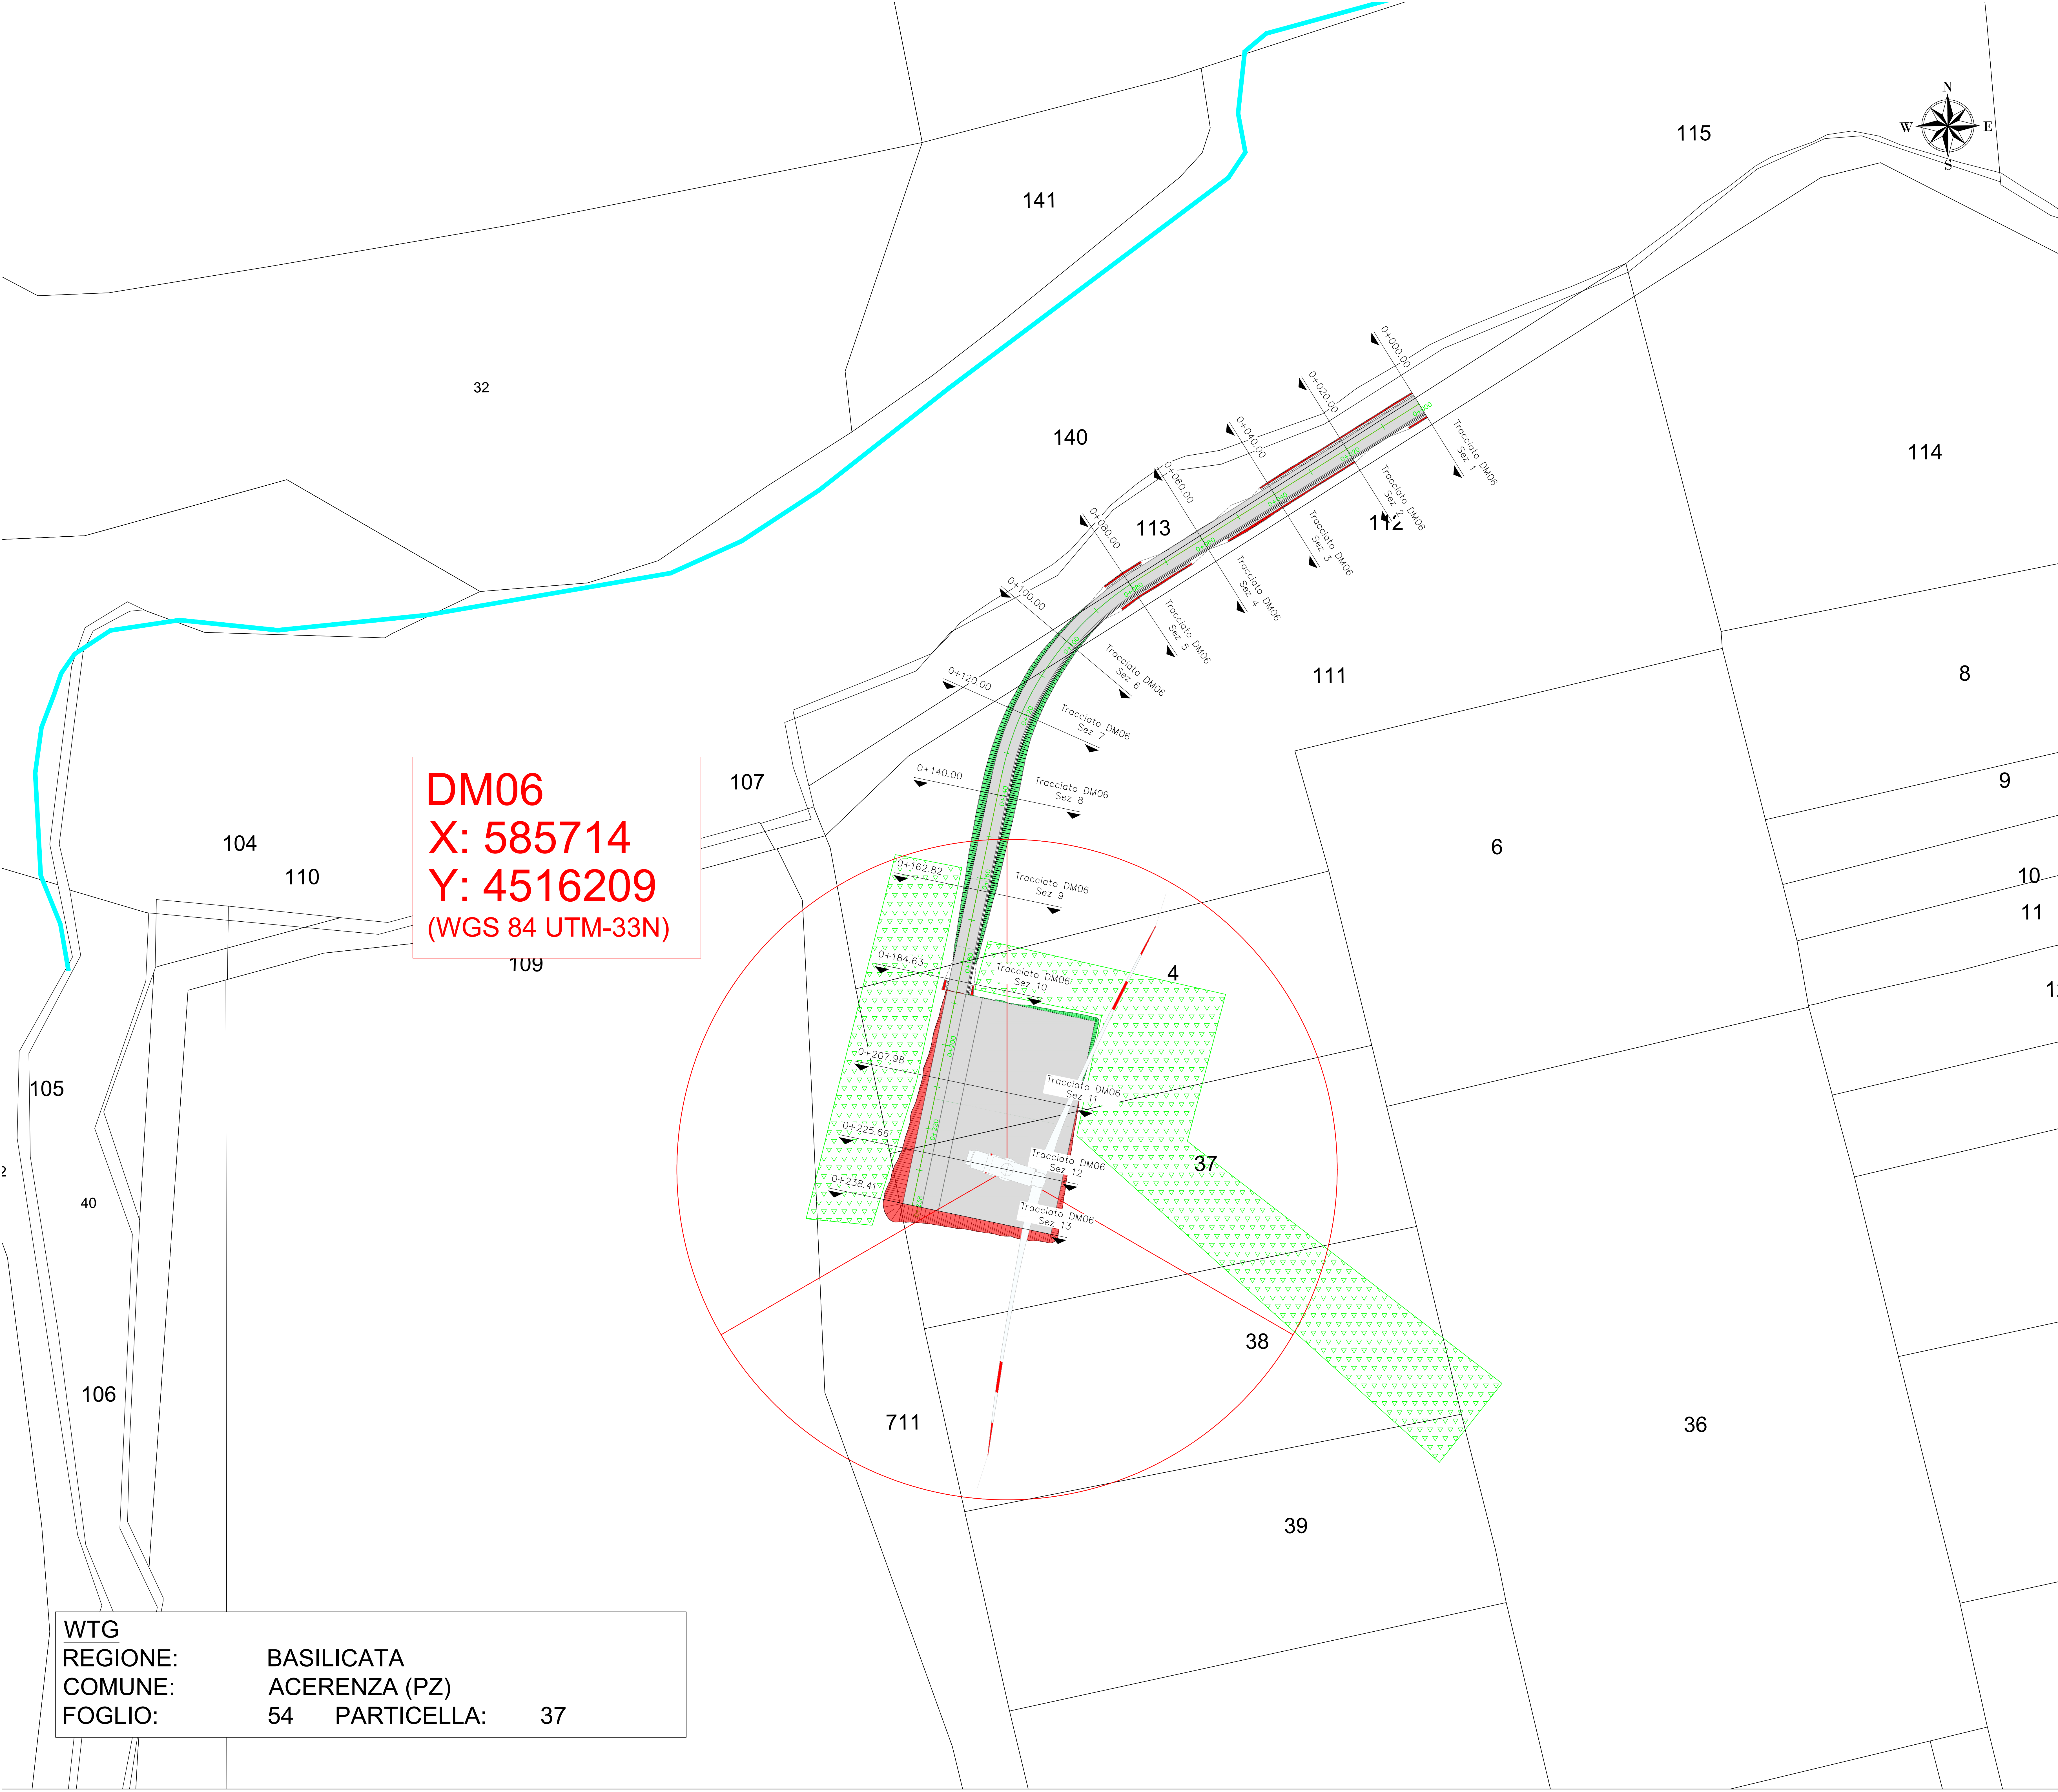 N
W E
S
115
141
32
140
114
113
112
111
8
9
6
10
11
107
104
110
109
4
105
40
106
37
38
711
36
39
DM06
X: 585714
Y: 4516209
(WGS 84 UTM-33N)
0+000.00
Tracciato DM06
Sez 1
0+020.00
Tracciato DM06
Sez 2
0+040.00
Tracciato DM06
Sez 3
0+060.00
Tracciato DM06
Sez 4
0+080.00
Tracciato DM06
Sez 5
0+100.00
Tracciato DM06
Sez 6
0+120.00
Tracciato DM06
Sez 7
0+140.00
Tracciato DM06
Sez 8
0+162.82
Tracciato DM06
Sez 9
0+184.63
Tracciato DM06
Sez 10
0+207.98
Tracciato DM06
Sez 11
0+225.66
Tracciato DM06
Sez 12
0+238.41
Tracciato DM06
Sez 13
WTG
REGIONE: BASILICATA
COMUNE: ACERENZA (PZ)
FOGLIO: 54 PARTICELLA: 37